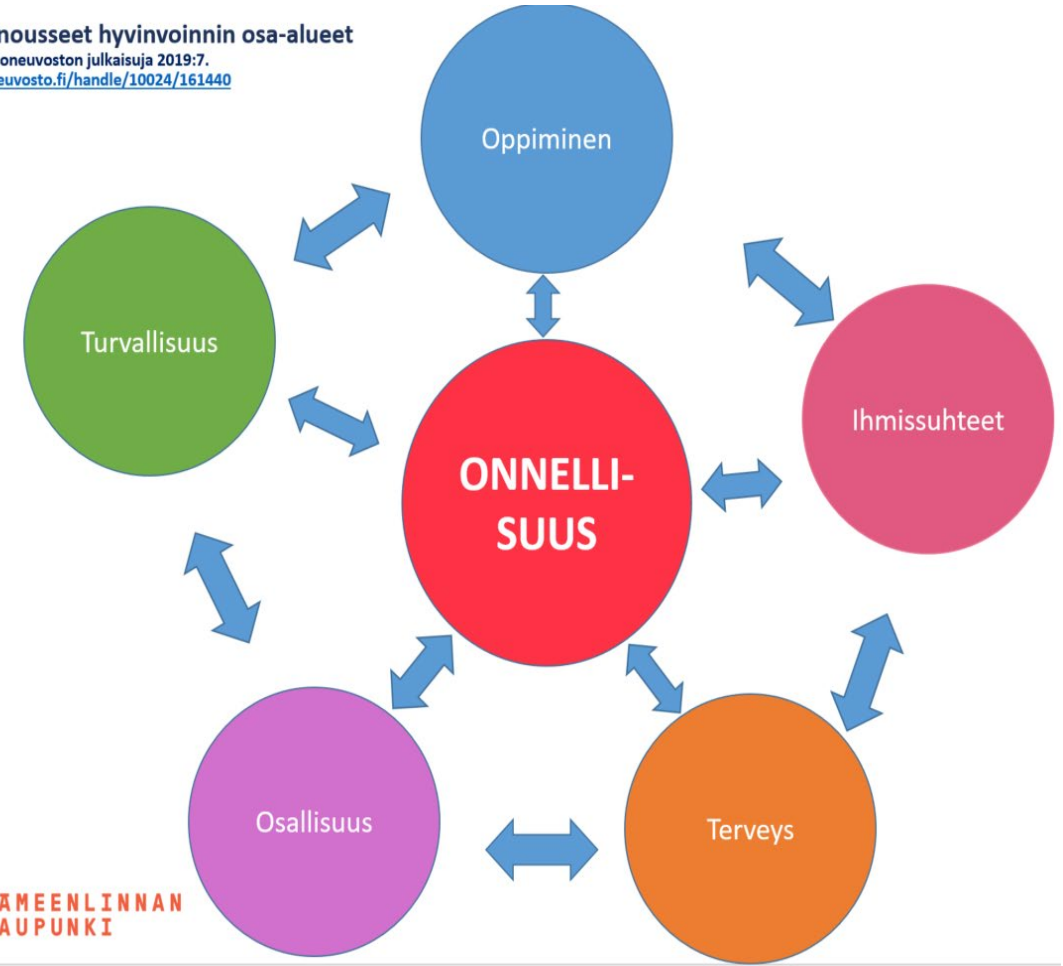 nousseet hyvinvoinnin osa-alueet
oneuvoston julkaisuja 2019:7.
euvosto.fi/handle/10024/161440
Oppiminen
Turvallisuus
Ihmissuhteet
ONNELLI-
SUUS
Osallisuus
Terveys
ÄMEENLINNAN
AUPUNKI